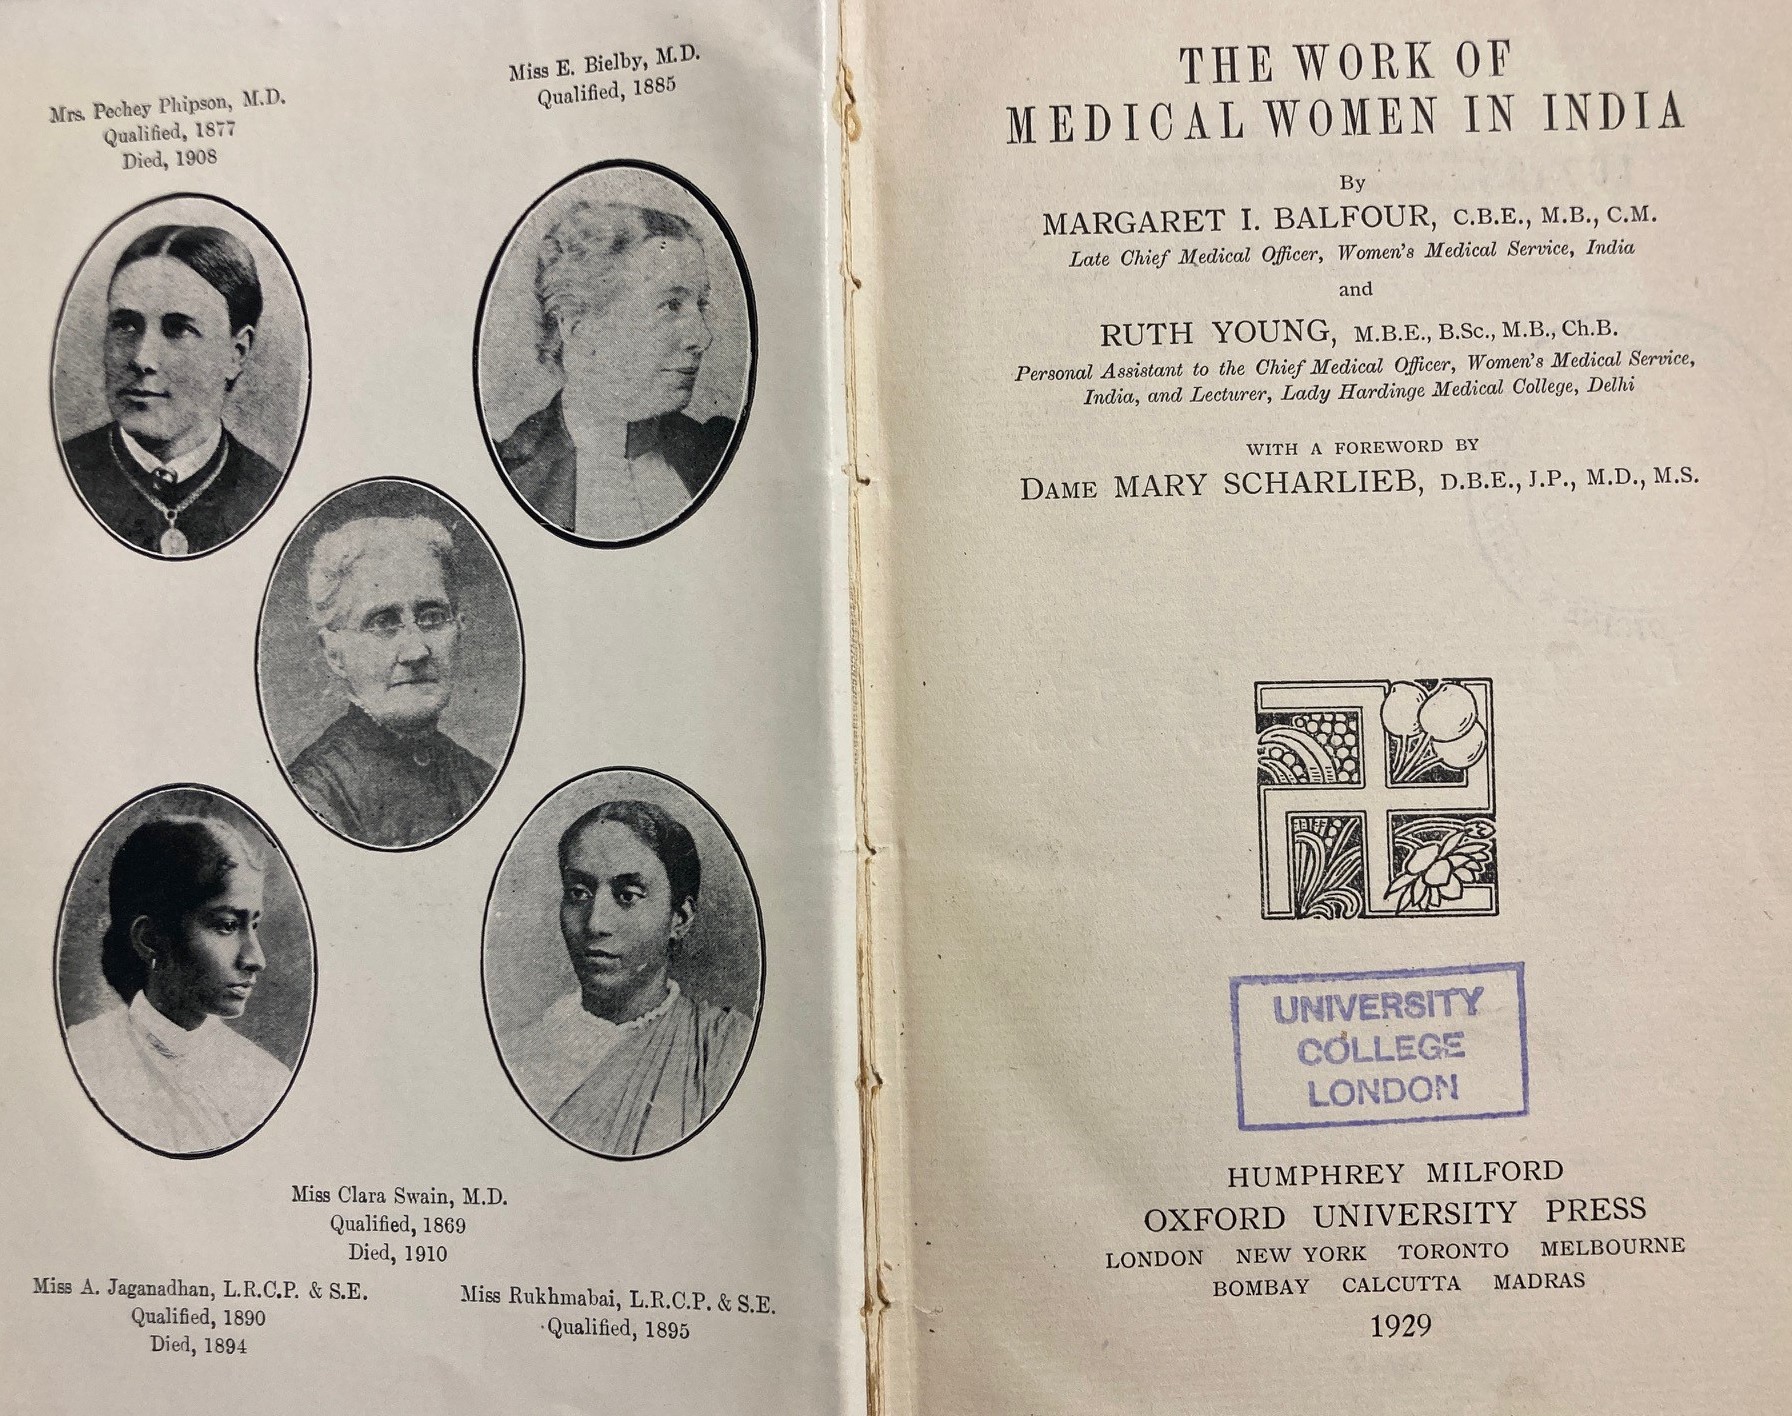 Mrs. Pechey Phipson, M.D.
Qualified, 1877
Died, 1908
Miss E. Bielby, M.D.
Qualified, 1885
Miss Clara Swain, M.D.
Qualified, 1869
Died, 1910
Miss A. Jaganadhan, L.R.C.P. & S.E.
Qualified, 1890
Died, 1894
Miss Rukhmabai, L.R.C.P. & S.E.
Qualified, 1895
THE WORK OF
MEDICAL WOMEN IN INDIA
By
MARGARET I. BALFOUR, C.B.E., M.B., C.M.
Late Chief Medical Officer, Women's Medical Service, India
and
RUTH YOUNG, M.B.E., B.Sc., M.B., Ch.B.
Personal Assistant to the Chief Medical Officer, Women's Medical Service,
India, and Lecturer, Lady Hardinge Medical College, Delhi
WITH A FOREWORD BY
DAME MARY SCHARLIEB, D.B.E., J.P., M.D., M.S.
UNIVERSITY
COLLEGE
LONDON
HUMPHREY MILFORD
OXFORD UNIVERSITY PRESS
LONDON NEW YORK TORONTO MELBOURNE
BOMBAY CALCUTTA MADRAS
1929